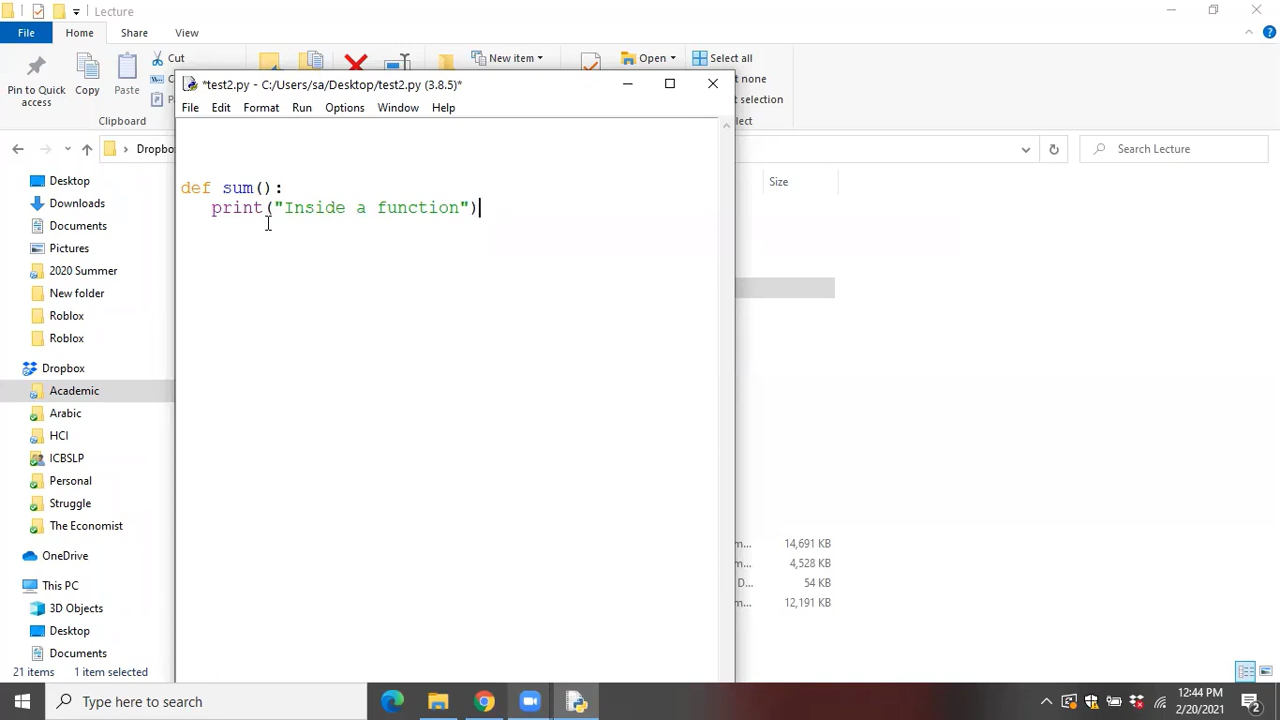 Lecture
File Home Share View
Pin to Quick access
Copy
Paste
Cut
Clipboard
New item
Open
Select all
none
selection
*test2.py - C:/Users/sa/Desktop/test2.py (3.8.5)*
File Edit Format Run Options Window Help
def sum():
print("Inside a function")
Dropbo
Search Lecture
Size
Desktop
Downloads
Documents
Pictures
2020 Summer
New folder
Roblox
Roblox
Dropbox
Academic
Arabic
HCI
ICBSLP
Personal
Struggle
The Economist
OneDrive
This PC
3D Objects
Desktop
Documents
m... 14,691 KB
m... 4,528 KB
D... 54 KB
m... 12,191 KB
21 items 1 item selected
Type here to search
12:44 PM
2/20/2021
2